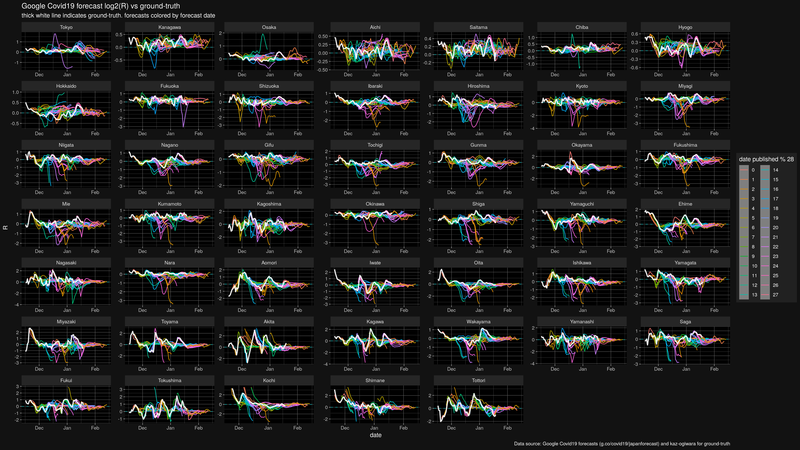 Google Covid19 forecast log2(R) vs ground-truth
thick white line indicates ground-truth. forecasts colored by forecast date
Tokyo Kanagawa Osaka Aichi Saitama Chiba Hyogo
Hokkaido Fukuoka Shizuoka Ibaraki Hiroshima Kyoto Miyagi
Niigata Nagano Gifu Tochigi Gunma Okayama Fukushima
Mie Kumamoto Kagoshima Okinawa Shiga Yamaguchi Ehime
Nagasaki Nara Aomori Iwate Oita Ishikawa Yamagata
Miyazaki Toyama Akita Kagawa Wakayama Yamanashi Saga
Fukui Tokushima Kochi Shimane Tottori
Dec Jan Feb
R
date
date published % 28
0 14
1 15
16
17
4 18
19
6 20
7 21
8 22
9 23
10 24
11 25
12 26
13 27
Data source: Google Covid19 forecasts (g.co/covid19/japanforecast) and kaz-ogiwara for ground-truth